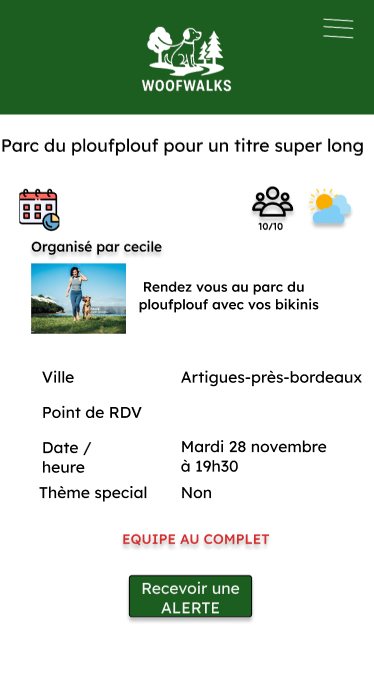 WOOFWALKS
Parc du ploufplouf pour un titre super long
10/10
Organisé par cecile
Rendez vous au parc du
ploufplouf avec vos bikinis
Ville
Artigues-près-bordeaux
Point de RDV
Date /
heure
Mardi 28 novembre
à 19h30
Thème special
Non
EQUIPE AU COMPLET
Recevoir une
ALERTE